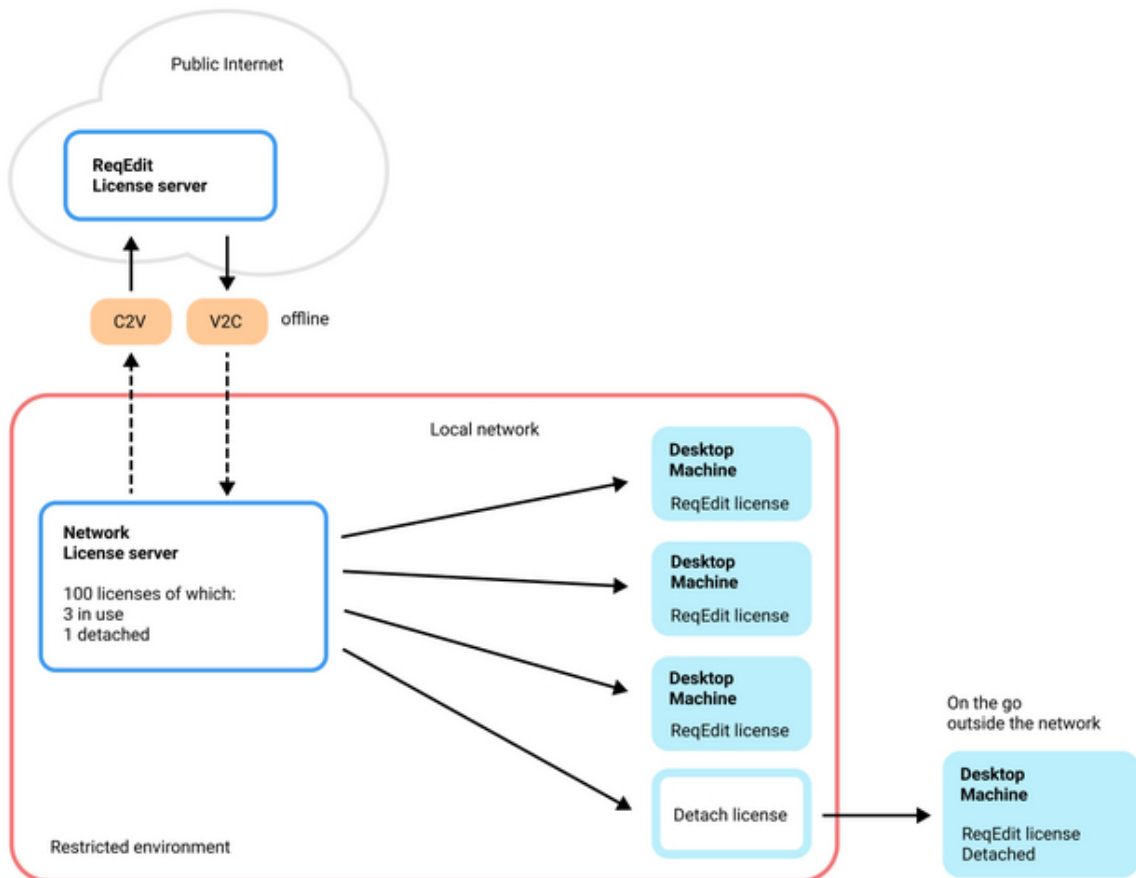 Public Internet
ReqEdit
License server
C2V
V2C
offline
Local network
Network
License server
100 licenses of which:
3 in use
1 detached
Desktop
Machine
ReqEdit license
Desktop
Machine
ReqEdit license
Desktop
Machine
ReqEdit license
Detach license
Restricted environment
On the go
outside the network
Desktop
Machine
ReqEdit license
Detached